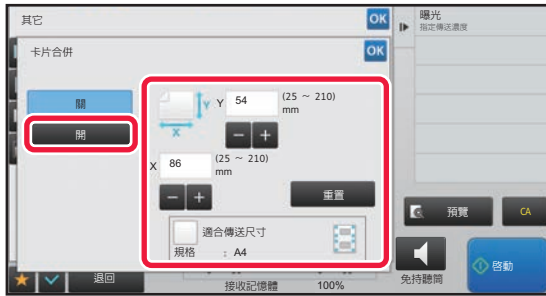 其它
OK
曝光
指定傳送濃度
卡片合併
OK
關
開
Y
Y
54
(25 ~ 210)
mm
X
X
86
(25 ~ 210)
mm
重置
適合傳送尺寸
規格 : A4
預覽
CA
退回
接收記憶體 100%
免持聽筒
啓動